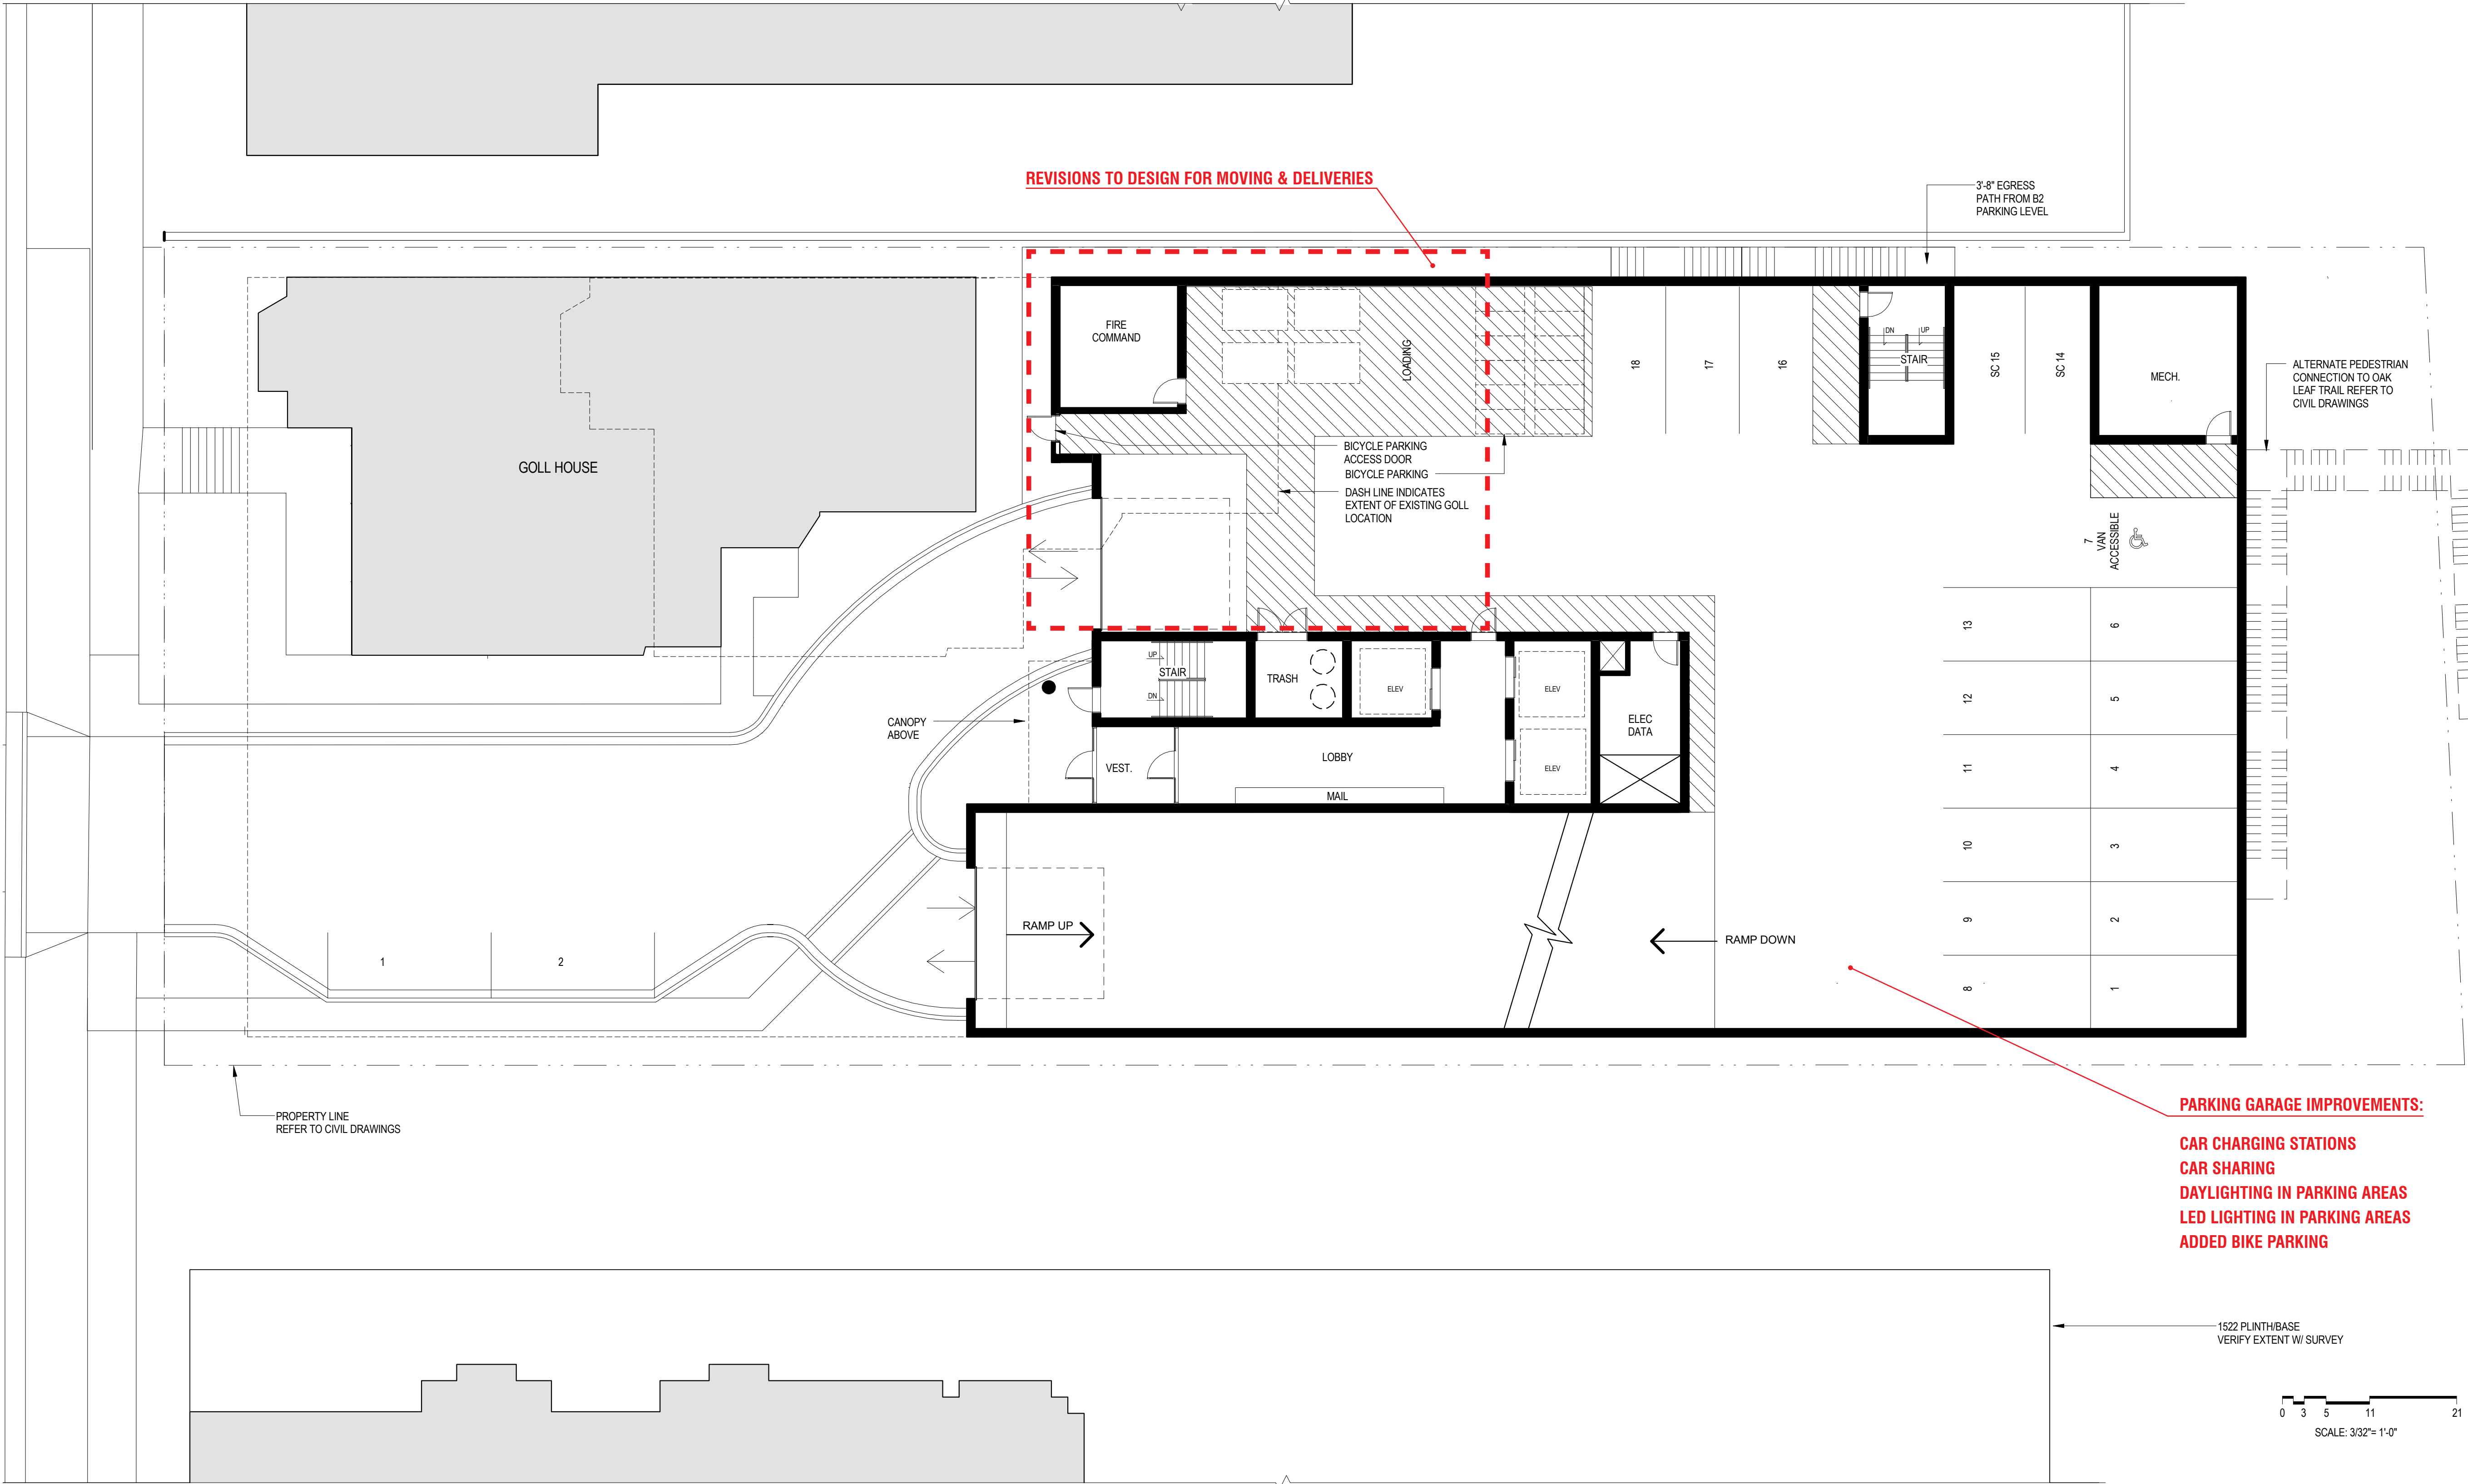 REVISIONS TO DESIGN FOR MOVING & DELIVERIES
3'-8" EGRESS
PATH FROM B2
PARKING LEVEL
FIRE
COMMAND
LOADING
18
17
16
DN
UP
STAIR
SC 15
SC 14
MECH.
ALTERNATE PEDESTRIAN
CONNECTION TO OAK
LEAF TRAIL REFER TO
CIVIL DRAWINGS
GOLL HOUSE
BICYCLE PARKING
ACCESS DOOR
BICYCLE PARKING
DASH LINE INDICATES
EXTENT OF EXISTING GOLL
LOCATION
7
VAN
ACCESSIBLE
13
6
12
5
11
4
10
3
9
2
8
1
UP
STAIR
DN
TRASH
ELEV
ELEV
ELEV
ELEC
DATA
CANOPY
ABOVE
VEST.
LOBBY
MAIL
RAMP UP
RAMP DOWN
1
2
PROPERTY LINE
REFER TO CIVIL DRAWINGS
PARKING GARAGE IMPROVEMENTS:
CAR CHARGING STATIONS
CAR SHARING
DAYLIGHTING IN PARKING AREAS
LED LIGHTING IN PARKING AREAS
ADDED BIKE PARKING
1522 PLINTH/BASE
VERIFY EXTENT W/ SURVEY
0 3 5 11 21
SCALE: 3/32"= 1'-0"